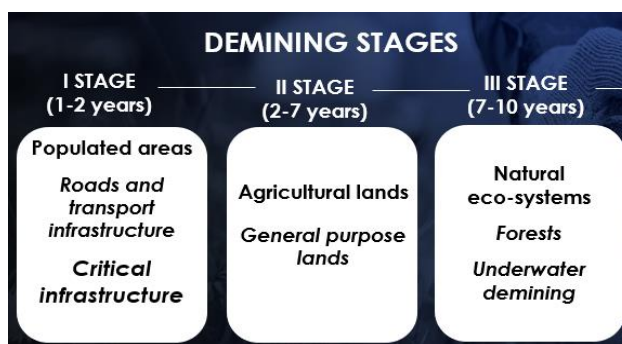 DEMINING STAGES
I STAGE
(1-2 years)
Populated areas
Roads and
transport
infrastructure
Critical
infrastructure
II STAGE
(2-7 years)
Agricultural lands
General purpose
lands
III STAGE
(7-10 years)
Natural
eco-systems
Forests
Underwater
demining